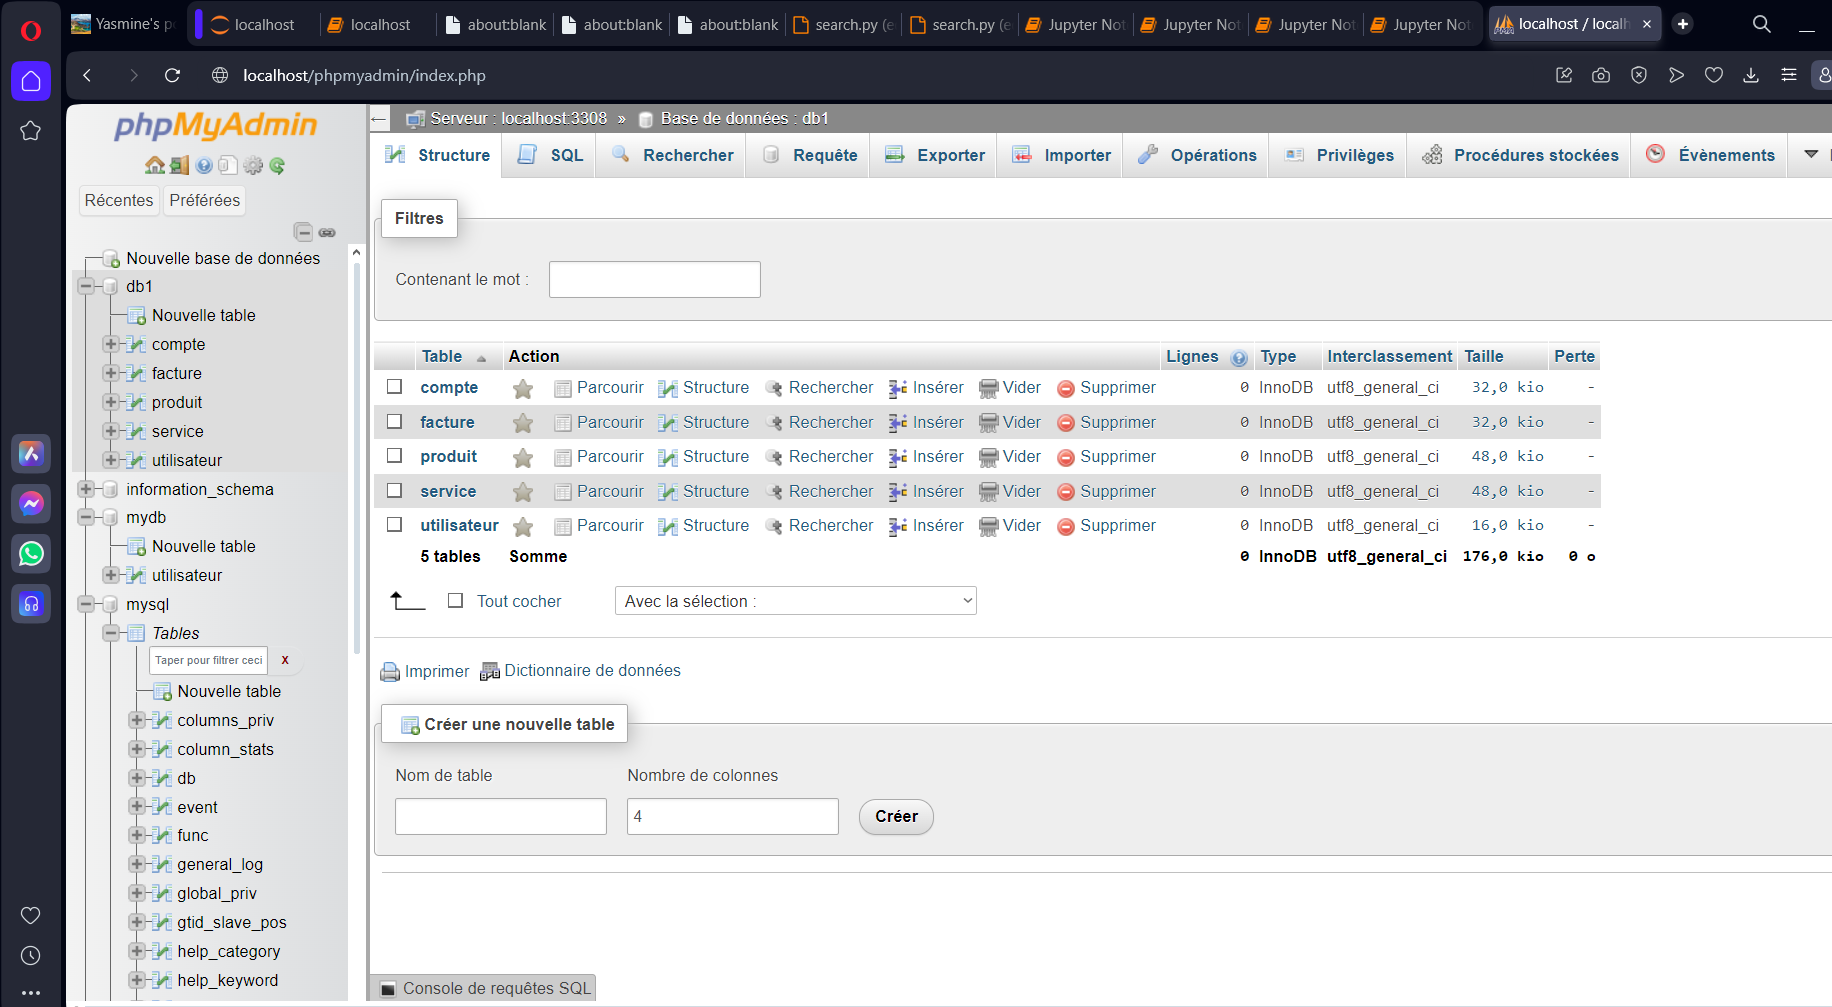 Yasmine's p
localhost
localhost
about:blank
about:blank
about:blank
search.py (e
search.py (e
Jupyter Not
Jupyter Not
Jupyter Not
Jupyter Not
localhost / localh
localhost/phpmyadmin/index.php
phpMyAdmin
Récentes
Préférées
Nouvelle base de données
db1
Nouvelle table
compte
facture
produit
service
utilisateur
information_schema
mydb
Nouvelle table
utilisateur
mysql
Tables
Taper pour filtrer ceci
X
Nouvelle table
columns_priv
column_stats
db
event
func
general_log
global_priv
gtid_slave_pos
help_category
help_keyword
Serveur : localhost:3308 » Base de données : db1
Structure
SQL
Rechercher
Requête
Exporter
Importer
Opérations
Privilèges
Procédures stockées
Évènements
Filtres
Contenant le mot :
Table Action Lignes Type Interclassement Taille Perte
compte Parcourir Structure Rechercher Insérer Vider Supprimer 0 InnoDB utf8_general_ci 32,0 kio -
facture Parcourir Structure Rechercher Insérer Vider Supprimer 0 InnoDB utf8_general_ci 32,0 kio -
produit Parcourir Structure Rechercher Insérer Vider Supprimer 0 InnoDB utf8_general_ci 48,0 kio -
service Parcourir Structure Rechercher Insérer Vider Supprimer 0 InnoDB utf8_general_ci 48,0 kio -
utilisateur Parcourir Structure Rechercher Insérer Vider Supprimer 0 InnoDB utf8_general_ci 16,0 kio -
5 tables Somme 0 InnoDB utf8_general_ci 176,0 kio 0 o
Tout cocher
Avec la sélection :
Imprimer
Dictionnaire de données
Créer une nouvelle table
Nom de table
Nombre de colonnes
4
Créer
Console de requêtes SQL